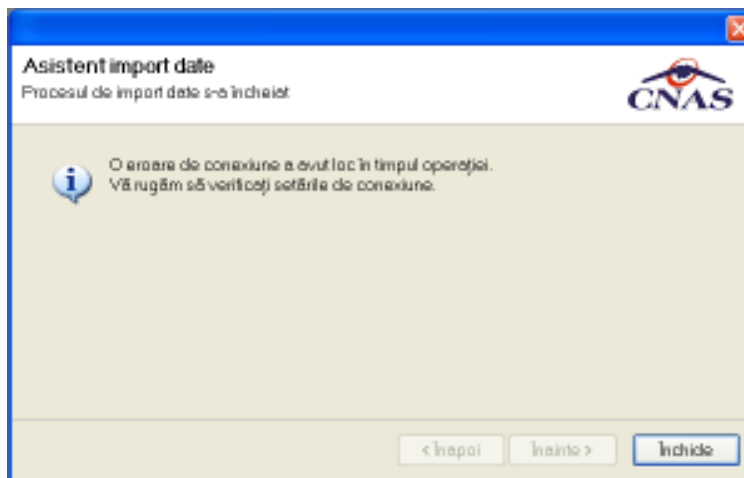 Asistent import date
Procesul de import date s-a încheiat
CNAS
O eroare de conexiune a avut loc în timpul operației.
Vă rugăm să verificați setările de conexiune.
< Înapoi
Înainte >
Închide